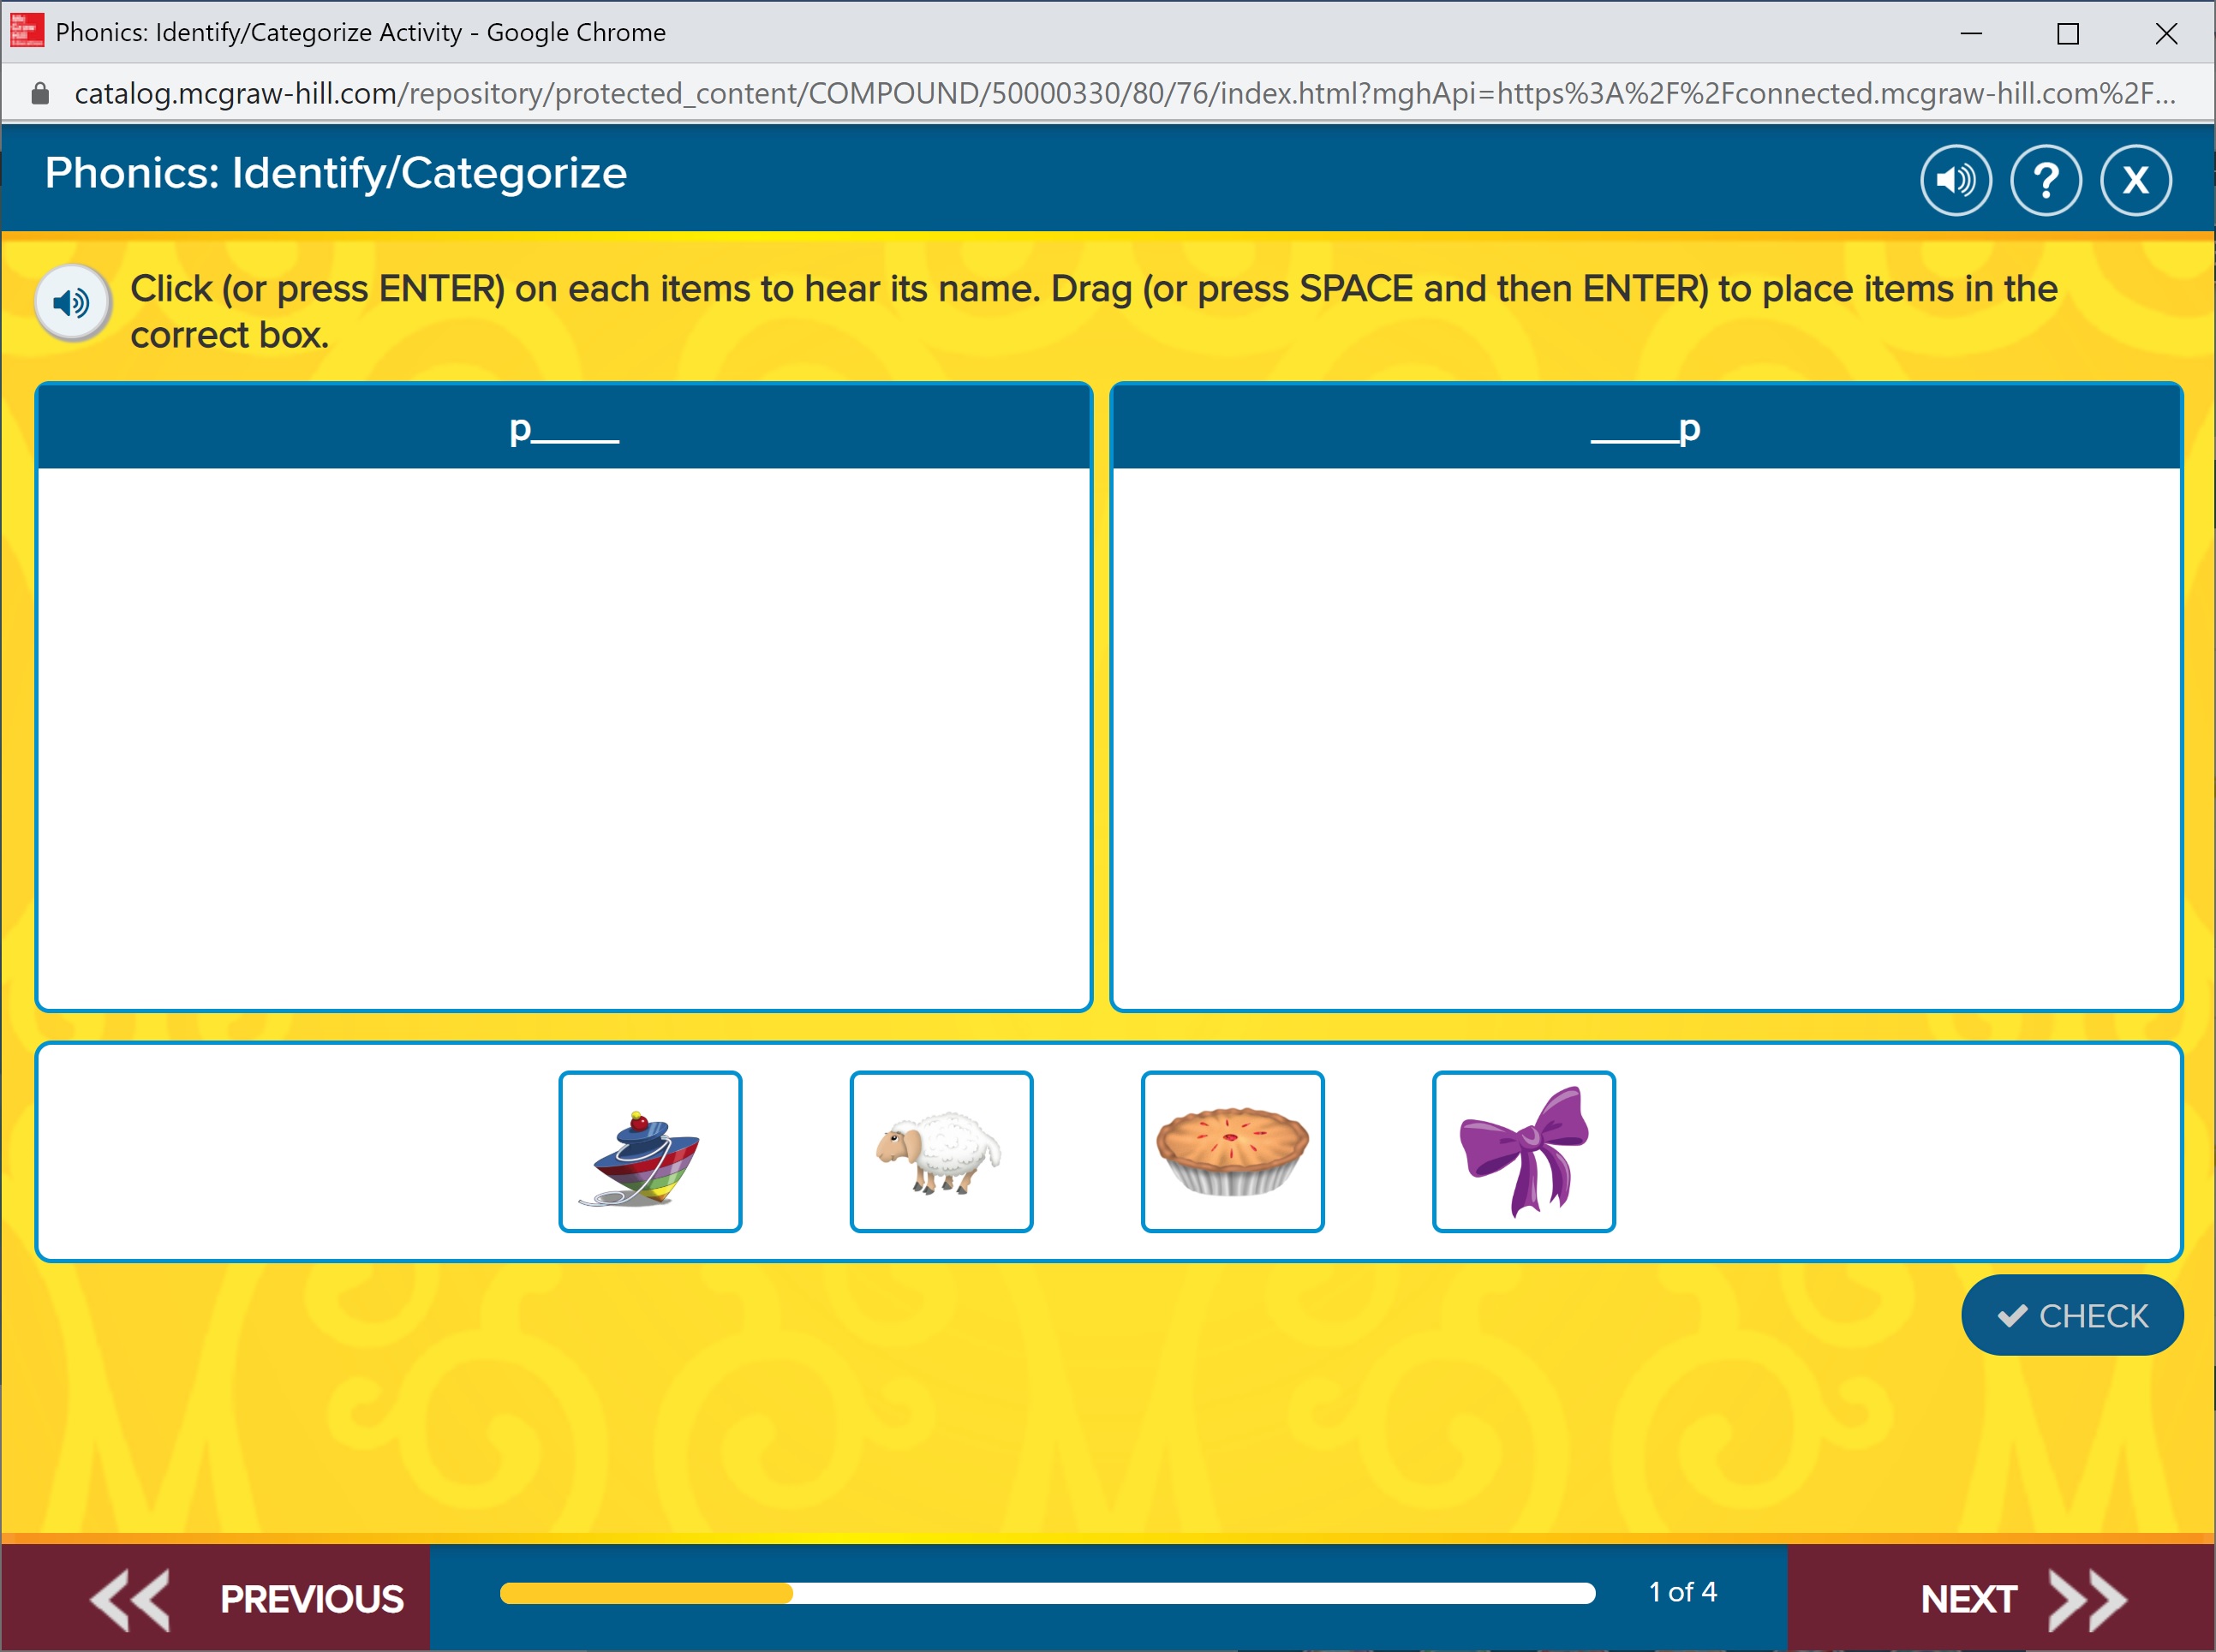 Phonics: Identify/Categorize Activity - Google Chrome
catalog.mcgraw-hill.com/repository/protected_content/COMPOUND/50000330/80/76/index.html?mghApi=https%3A%2F%2Fconnected.mcgraw-hill.com%2F...
Phonics: Identify/Categorize
? X
Click (or press ENTER) on each items to hear its name. Drag (or press SPACE and then ENTER) to place items in the
correct box.
p_____ _____p
CHECK
PREVIOUS 1 of 4 NEXT